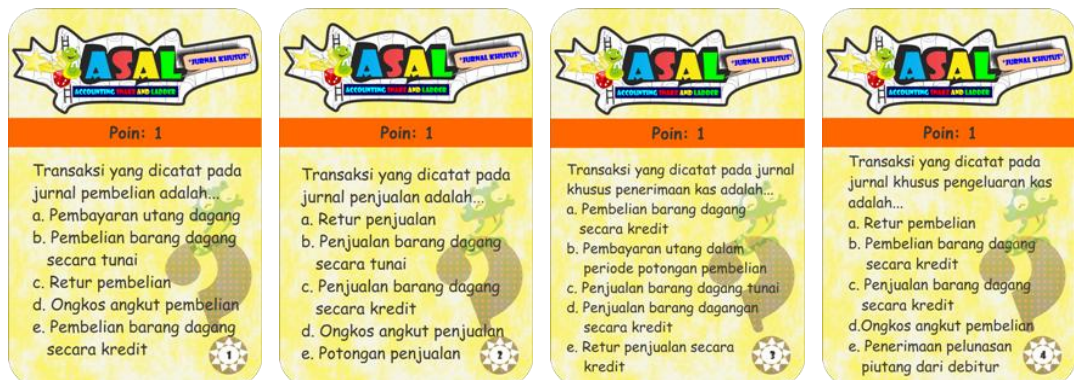 ASAL
"JURNAL KHUSUS"
ACCOUNTING SNAKE AND LADDER
Poin: 1
Transaksi yang dicatat pada
jurnal pembelian adalah...
a. Pembayaran utang dagang
b. Pembelian barang dagang
secara tunai
c. Retur pembelian
d. Ongkos angkut pembelian
e. Pembelian barang dagang
secara kredit
1
ASAL
"JURNAL KHUSUS"
ACCOUNTING SNAKE AND LADDER
Poin: 1
Transaksi yang dicatat pada
jurnal penjualan adalah...
a. Retur penjualan
b. Penjualan barang dagang
secara tunai
c. Penjualan barang dagang
secara kredit
d. Ongkos angkut penjualan
e. Potongan penjualan
2
ASAL
"JURNAL KHUSUS"
ACCOUNTING SNAKE AND LADDER
Poin: 1
Transaksi yang dicatat pada jurnal
khusus penerimaan kas adalah...
a. Pembelian barang dagang
secara kredit
b. Pembayaran utang dalam
periode potongan pembelian
c. Penjualan barang dagang tunai
d. Penjualan barang dagangan
secara kredit
e. Retur penjualan secara
kredit
3
ASAL
"JURNAL KHUSUS"
ACCOUNTING SNAKE AND LADDER
Poin: 1
Transaksi yang dicatat pada
jurnal khusus pengeluaran kas
adalah...
a. Retur pembelian
b. Pembelian barang dagang
secara kredit
c. Penjualan barang dagang
secara kredit
d.Ongkos angkut pembelian
e. Penerimaan pelunasan
piutang dari debitur
4